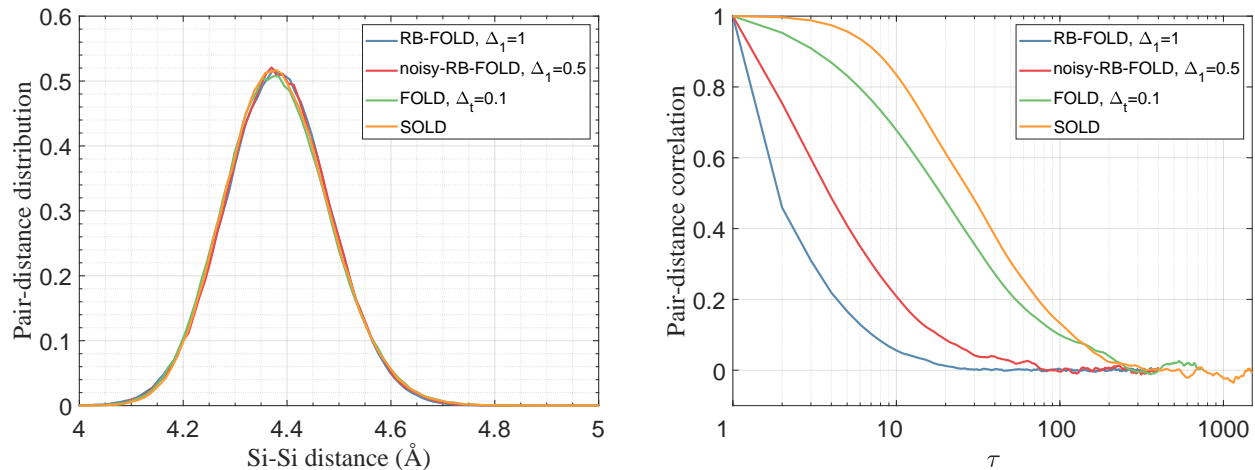 Pair-distance distribution
0.6
0.5
0.4
0.3
0.2
0.1
0
4
4.2
4.4
4.6
4.8
5
Si-Si distance (Å)
RB-FOLD, Δ₁=1
noisy-RB-FOLD, Δ₁=0.5
FOLD, Δₜ=0.1
SOLD
Pair-distance correlation
1
0.8
0.6
0.4
0.2
0
1
10
100
1000
τ
RB-FOLD, Δ₁=1
noisy-RB-FOLD, Δ₁=0.5
FOLD, Δₜ=0.1
SOLD